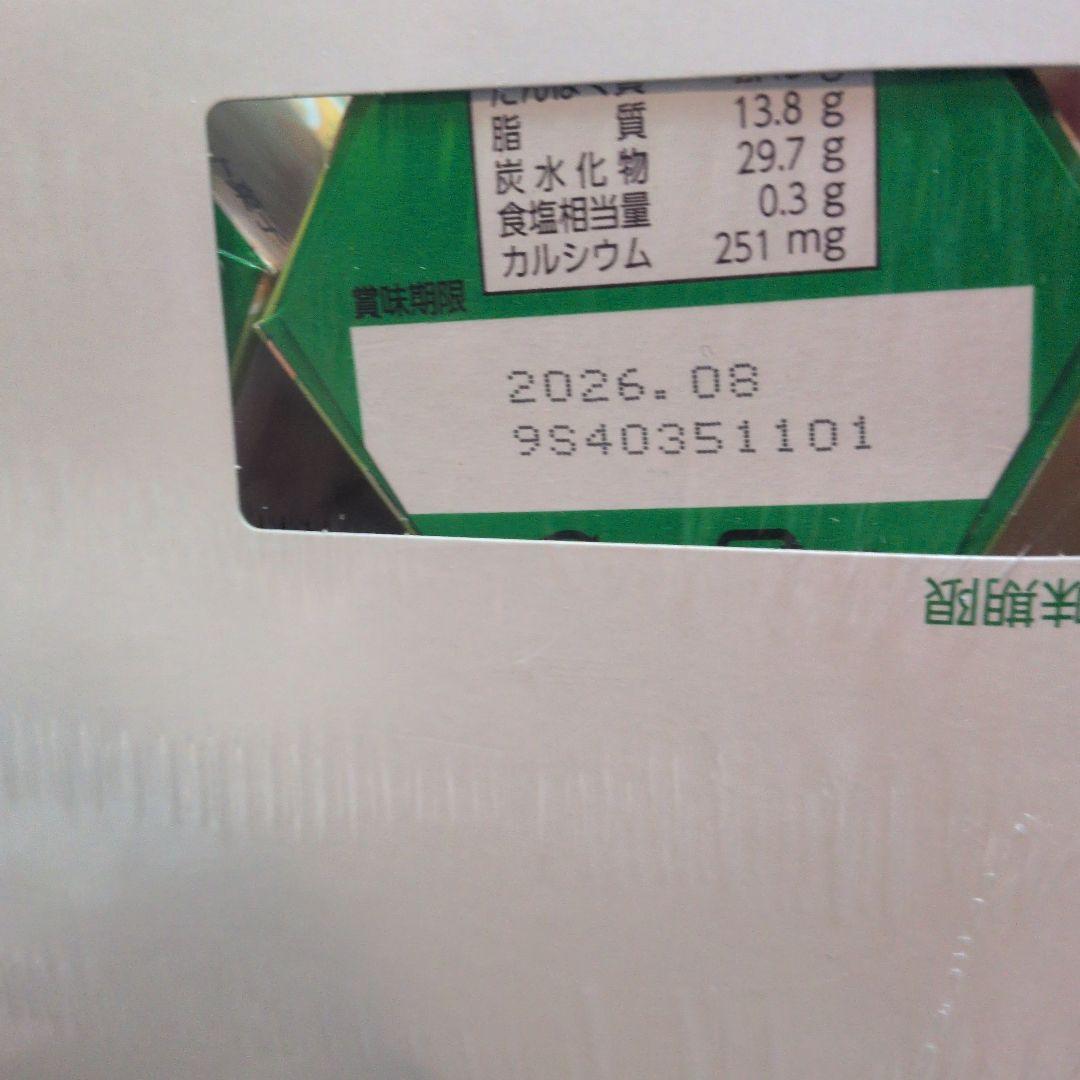 脂質 13.8 g
炭水化物 29.7 g
食塩相当量 0.3 g
カルシウム 251 mg
賞味期限
2026.08
9S40351101
味期限